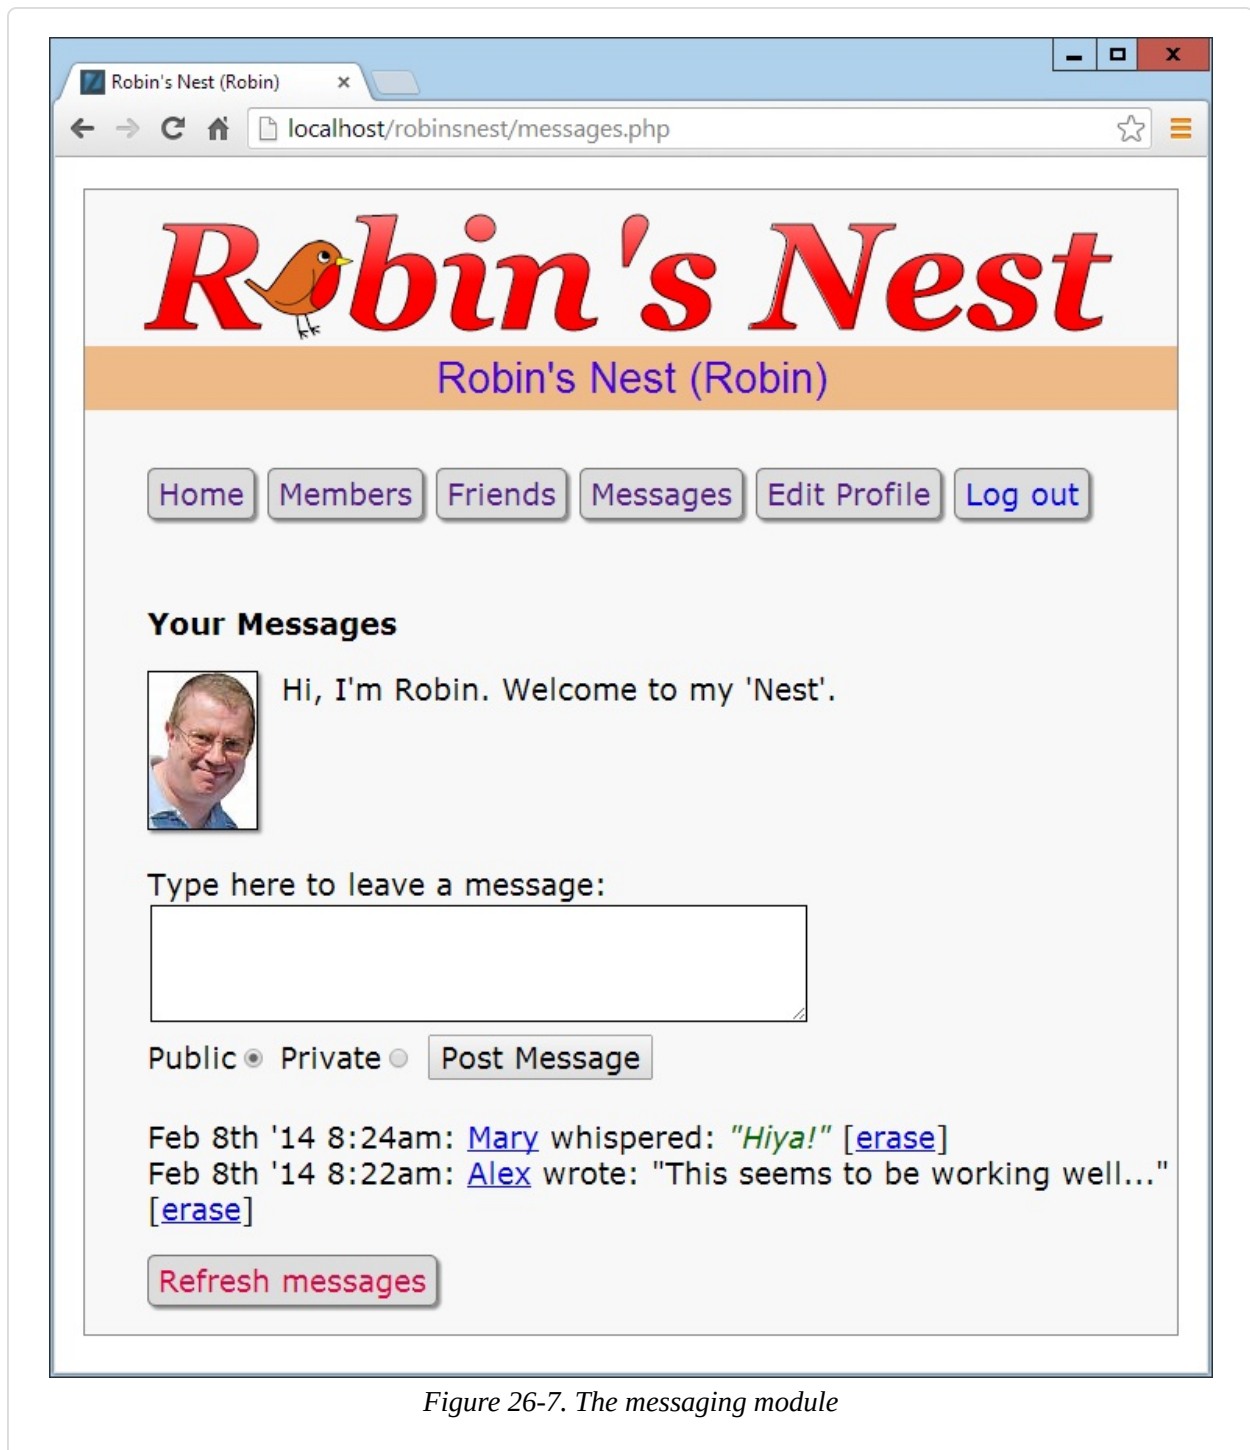 Robin's Nest (Robin)
localhost/robinsnest/messages.php
Robin's Nest
Robin's Nest (Robin)
Home Members Friends Messages Edit Profile Log out
Your Messages
Hi, I'm Robin. Welcome to my 'Nest'.
Type here to leave a message:
Public Private Post Message
Feb 8th '14 8:24am: Mary whispered: "Hiya!" [erase]
Feb 8th '14 8:22am: Alex wrote: "This seems to be working well..."
[erase]
Refresh messages
Figure 26-7. The messaging module